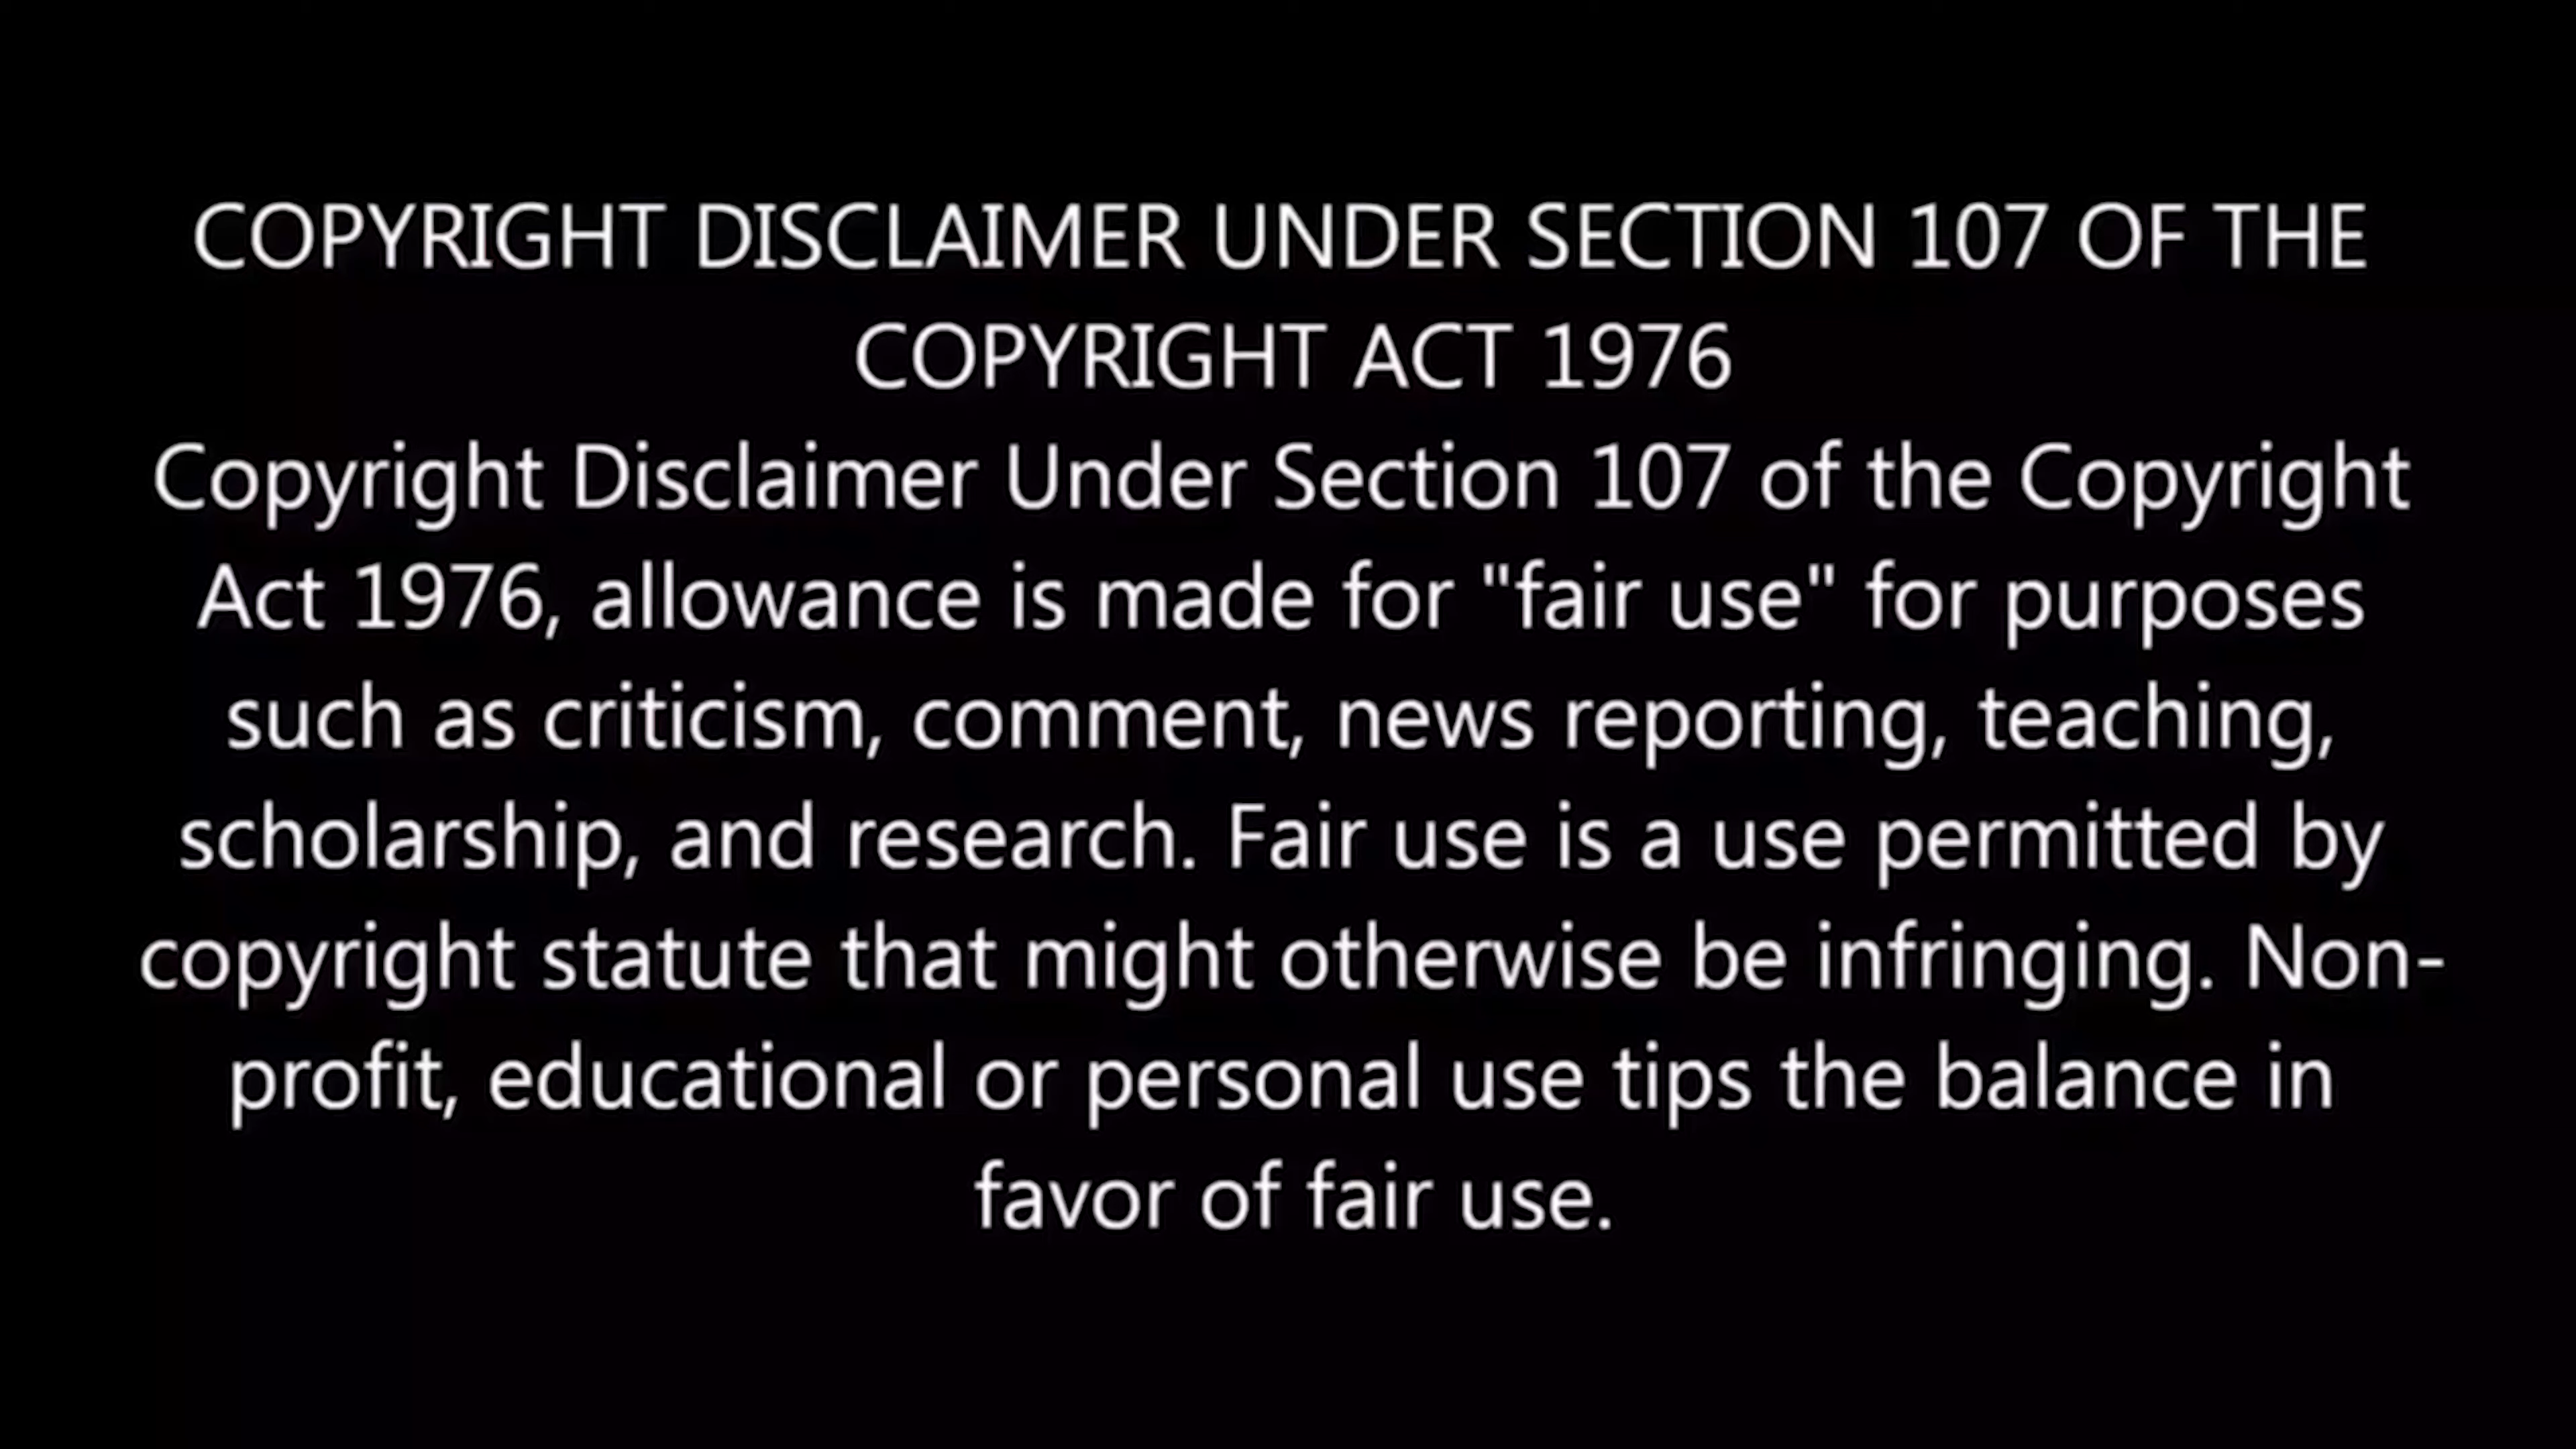 COPYRIGHT DISCLAIMER UNDER SECTION 107 OF THE
COPYRIGHT ACT 1976
Copyright Disclaimer Under Section 107 of the Copyright
Act 1976, allowance is made for "fair use" for purposes
such as criticism, comment, news reporting, teaching,
scholarship, and research. Fair use is a use permitted by
copyright statute that might otherwise be infringing. Non-
profit, educational or personal use tips the balance in
favor of fair use.